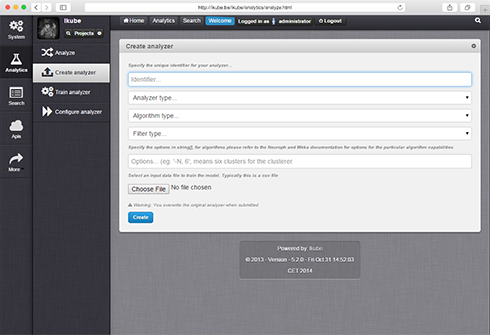 http://ikube.be/ikube/analytics/analyze.html
System
Analytics
Search
Apis
More
Ikube
Projects
Analyze
Create analyzer
Train analyzer
Configure analyzer
Home Analytics Search Welcome Logged in as administrator Logout
Create analyzer
Specify the unique identifier for your analyzer...
Identifier...
Analyzer type...
Algorithm type...
Filter type...
Specify the options in string[], for algorithms please refer to the Neuroph and Weka documentation for options for the particular algorithm capabilities
Options... (eg. '-N, 6', means six clusters for the clusterer
Select an input data file to train the model. Typically this is a csv file
Choose File No file chosen
Warning: You overwrite the original analyzer when submitted
Create
Powered by: Ikube
© 2013 - Version - 5.2.0 - Fri Oct 31 14:52:03
CET 2014